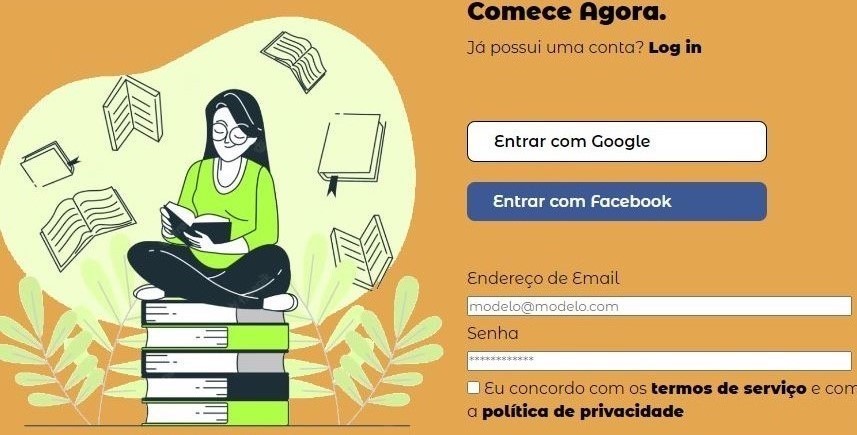 Comece Agora.
Já possui uma conta? Log in
Entrar com Google
Entrar com Facebook
Endereço de Email
modelo@modelo.com
Senha
************
Eu concordo com os termos de serviço e com
a política de privacidade